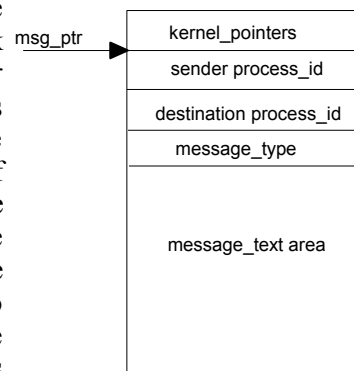 kernel_pointers
msg_ptr
sender process_id
destination process_id
message_type
message_text area